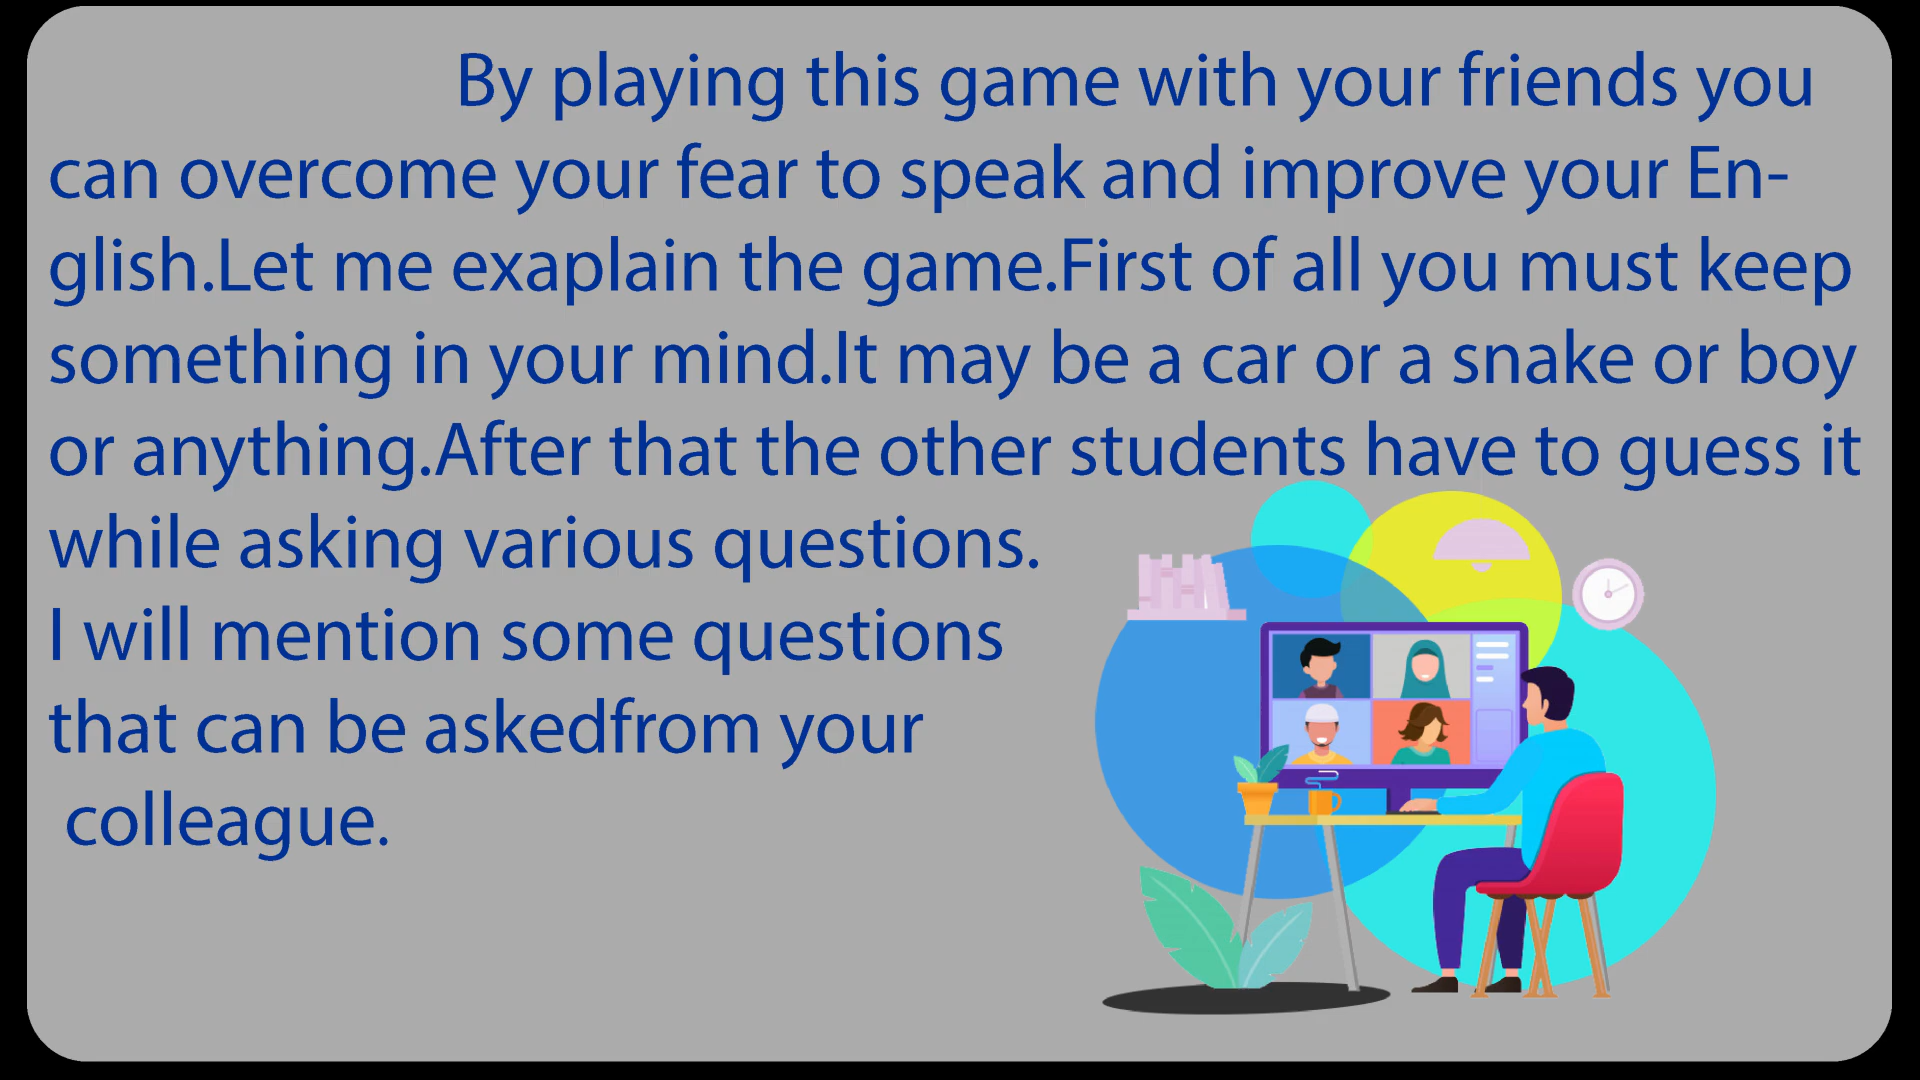 By playing this game with your friends you
can overcome your fear to speak and improve your En-
glish.Let me exaplain the game.First of all you must keep
something in your mind.It may be a car or a snake or boy
or anything.After that the other students have to guess it
while asking various questions.
I will mention some questions
that can be askedfrom your
colleague.